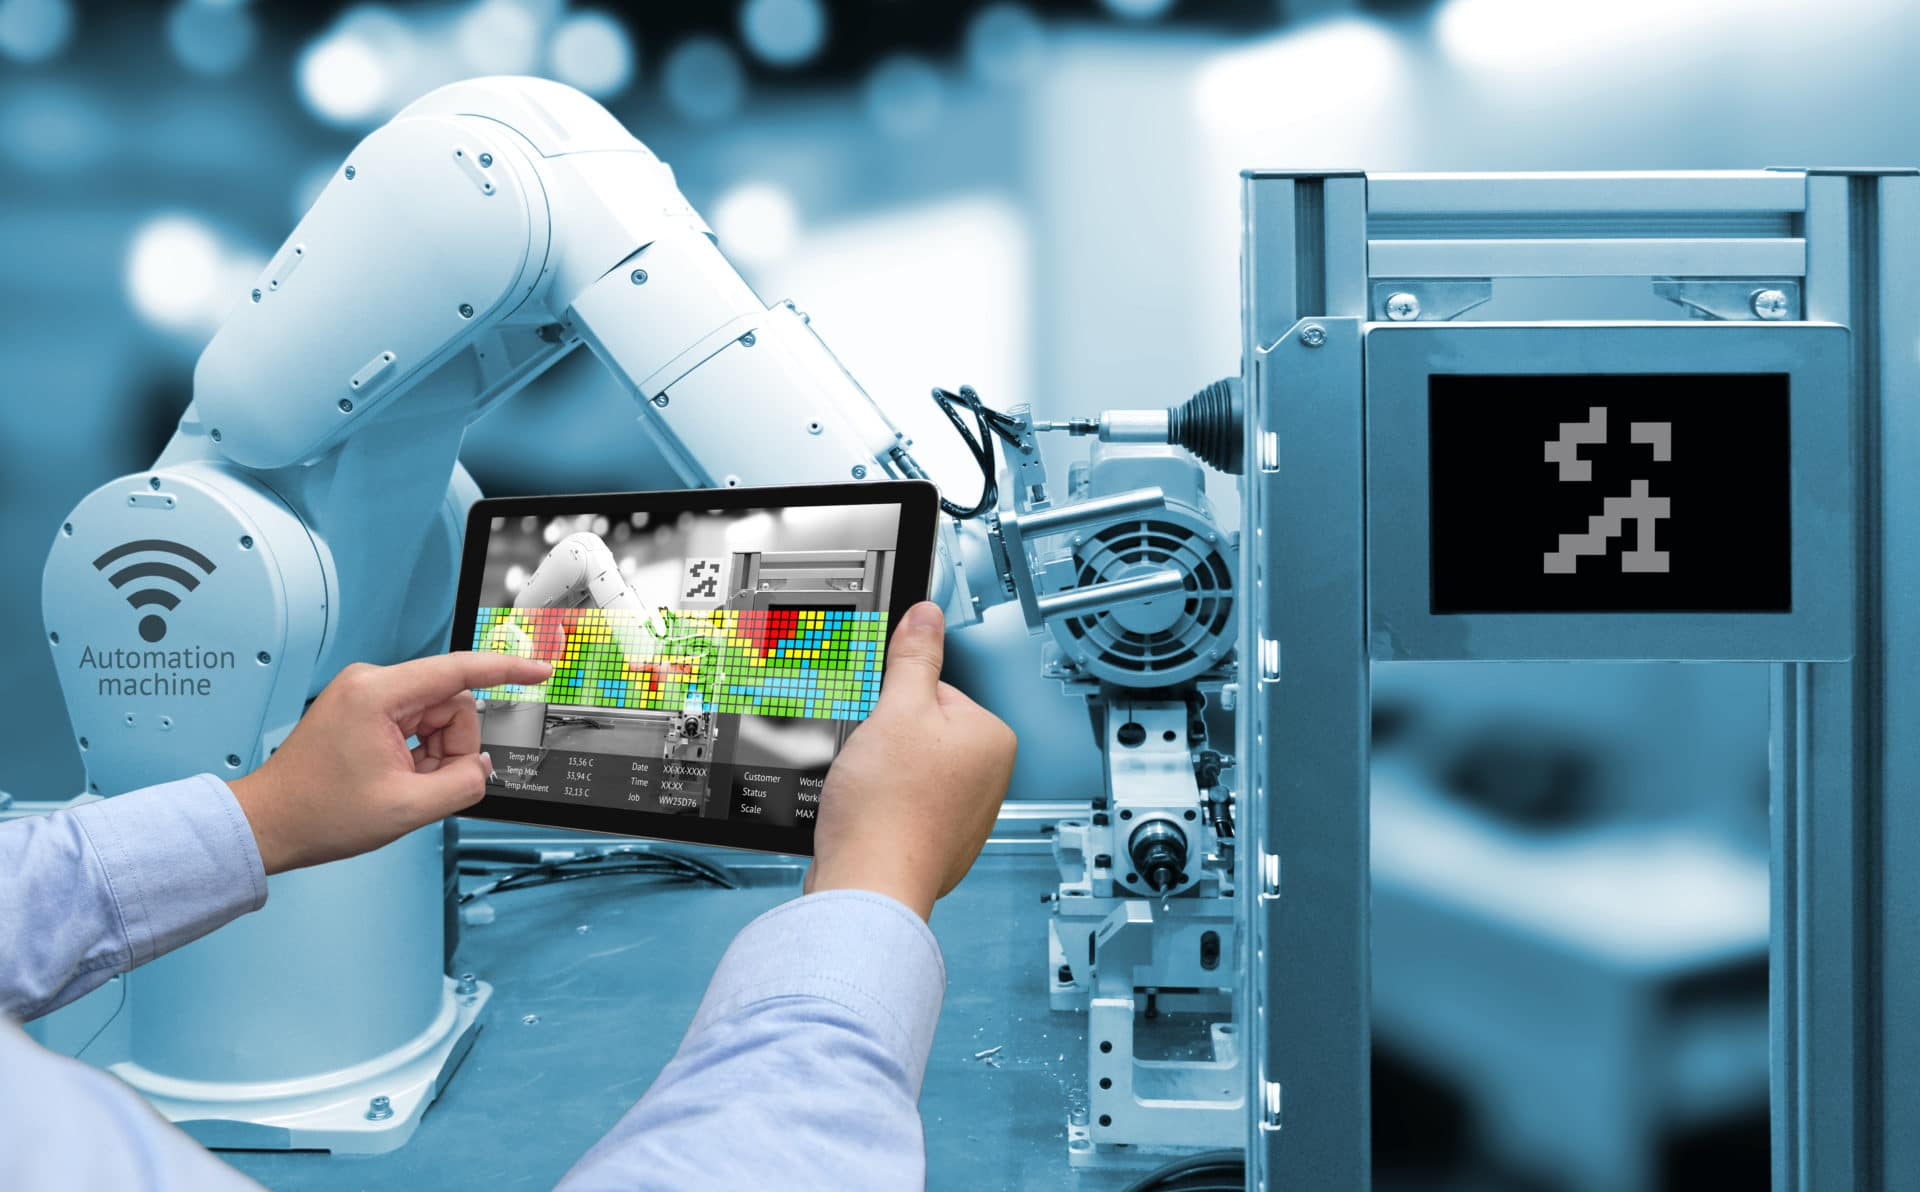 Automation
machine
Temp Min 15,56 C
Temp Max 33,94 C
Temp Ambient 32,13 C
Date XX-XX-XXXX
Time XX:XX
Job WW25D76
Customer World
Status Worki
Scale MAX